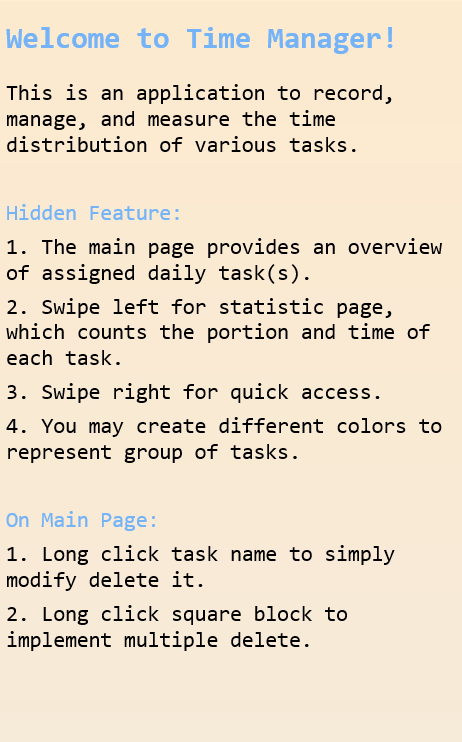 Welcome to Time Manager!
This is an application to record,
manage, and measure the time
distribution of various tasks.
Hidden Feature:
1. The main page provides an overview
of assigned daily task(s).
2. Swipe left for statistic page,
which counts the portion and time of
each task.
3. Swipe right for quick access.
4. You may create different colors to
represent group of tasks.
On Main Page:
1. Long click task name to simply
modify delete it.
2. Long click square block to
implement multiple delete.